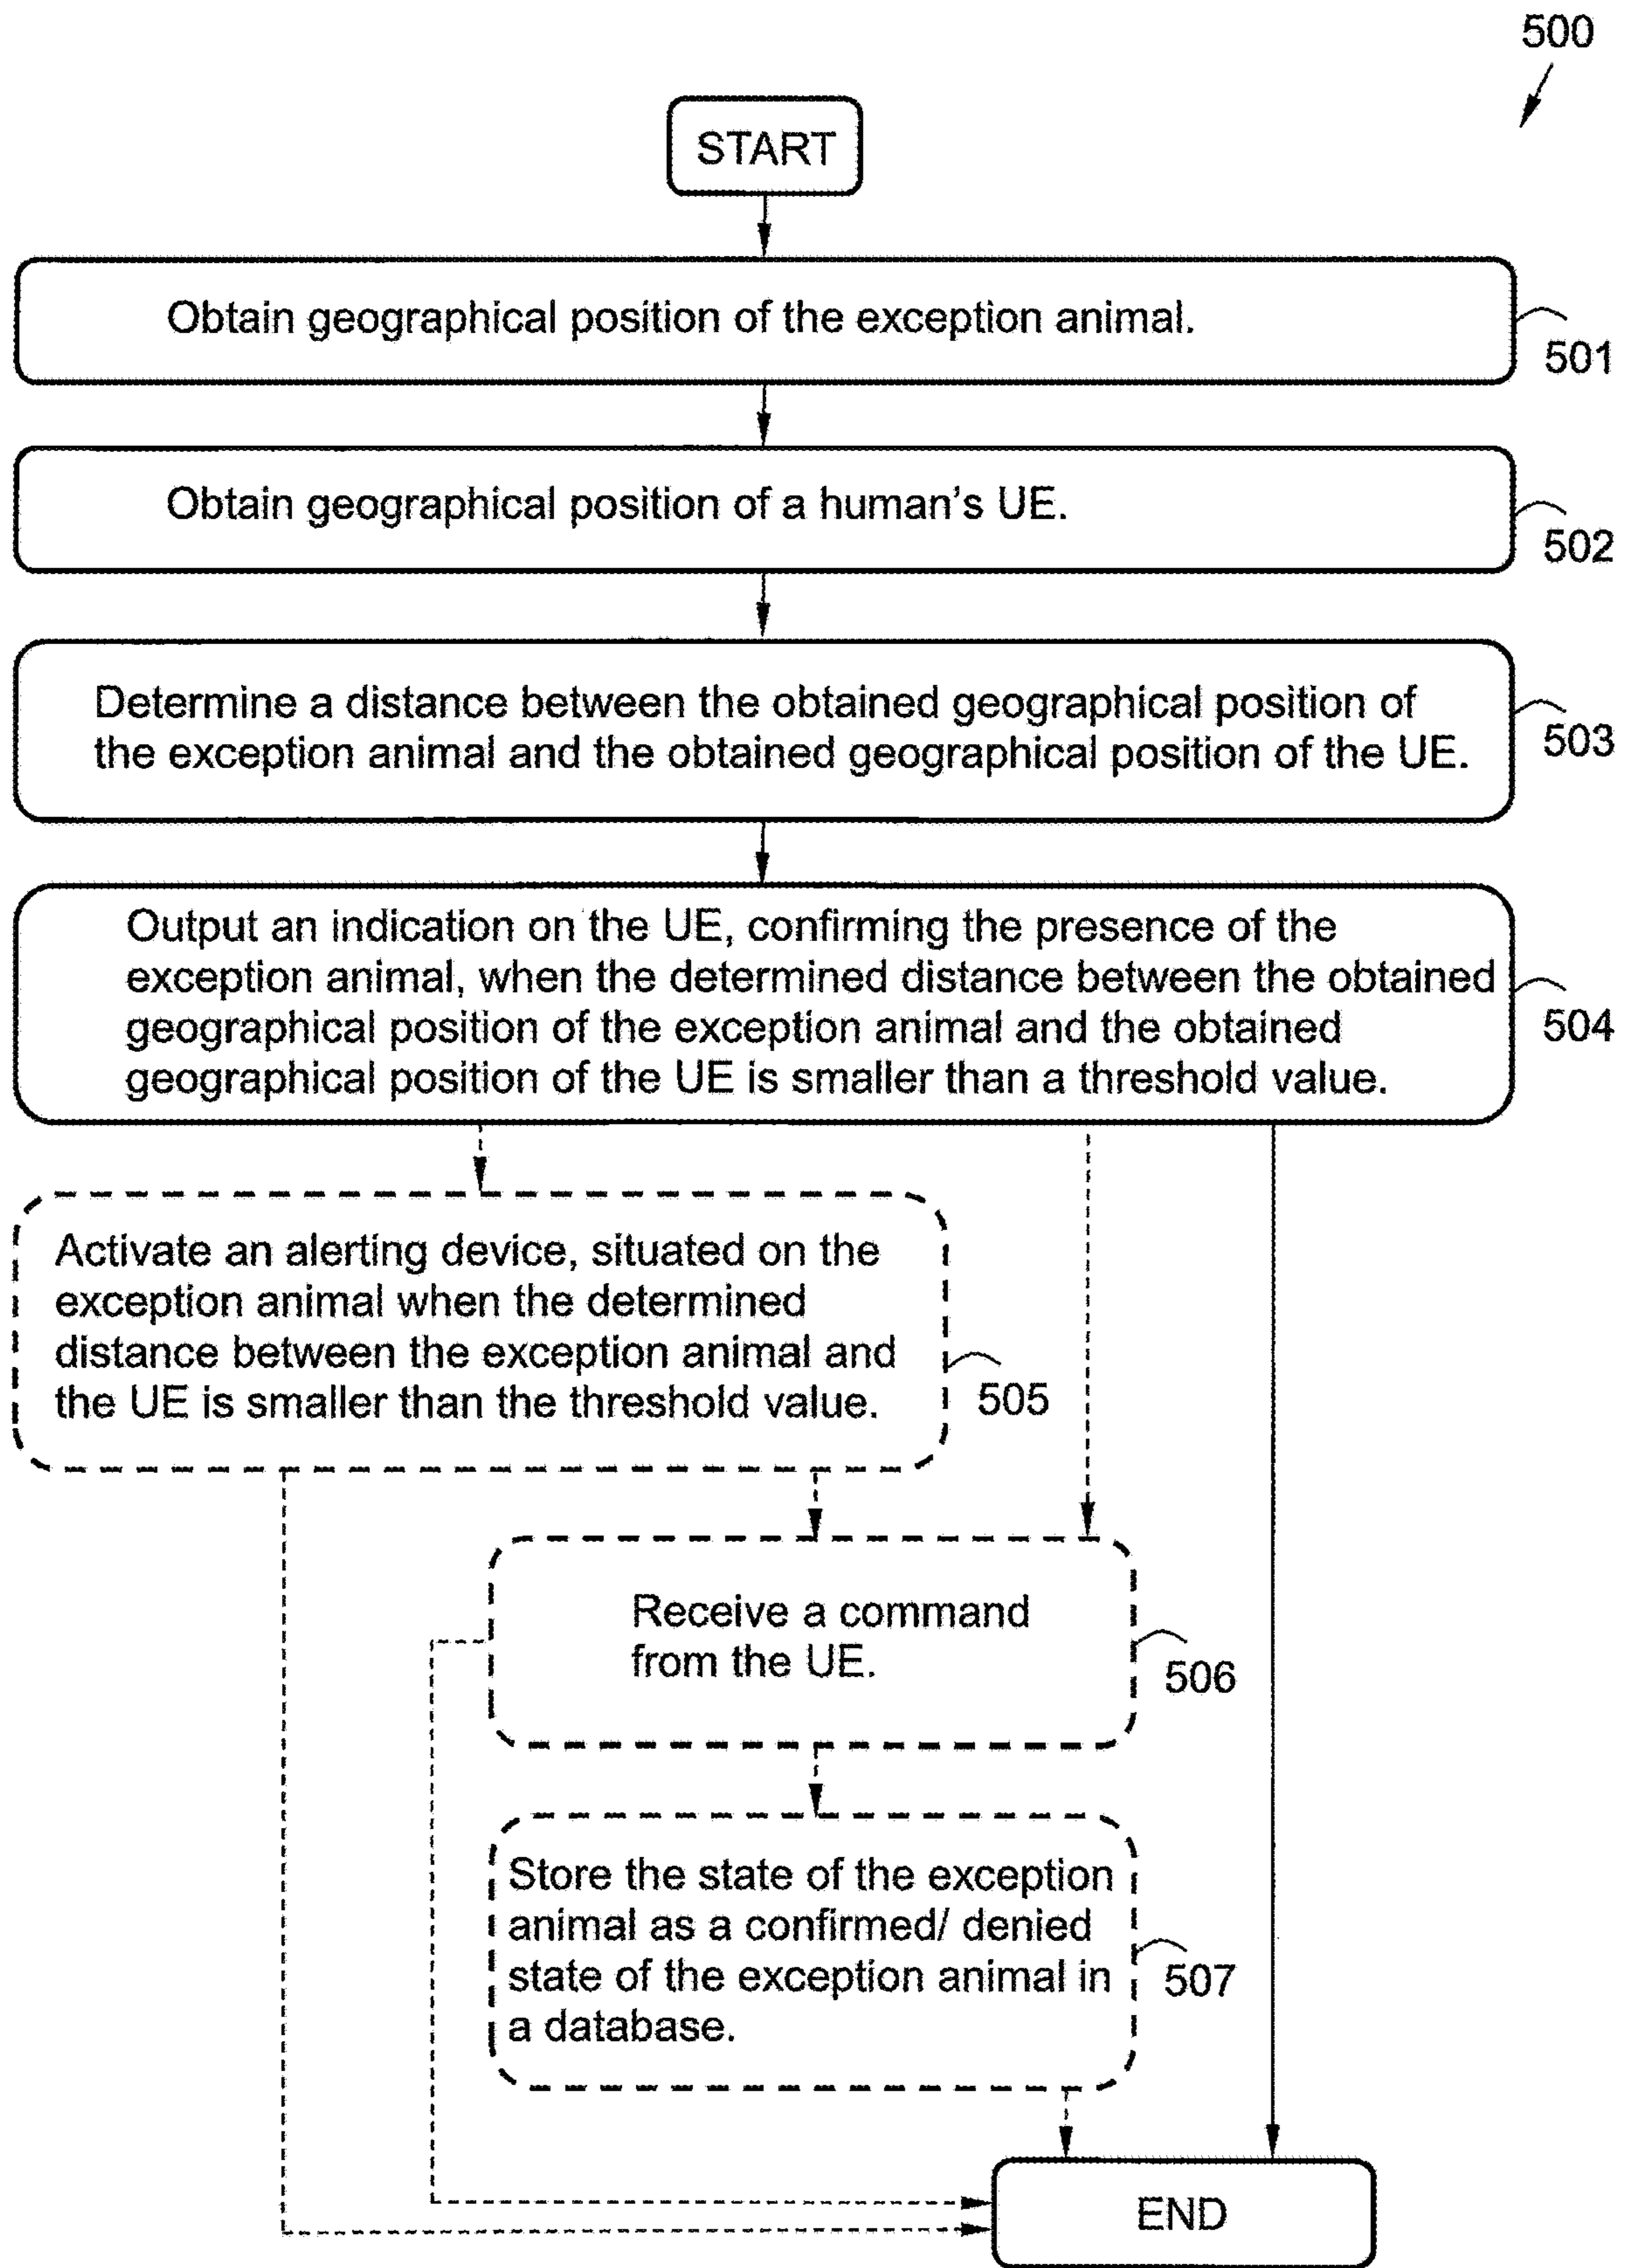 500
START
Obtain geographical position of the exception animal.
501
Obtain geographical position of a human's UE.
502
Determine a distance between the obtained geographical position of
the exception animal and the obtained geographical position of the UE.
503
Output an indication on the UE, confirming the presence of the
exception animal, when the determined distance between the obtained
geographical position of the exception animal and the obtained
geographical position of the UE is smaller than a threshold value.
504
Activate an alerting device, situated on the
exception animal when the determined
distance between the exception animal and
the UE is smaller than the threshold value.
505
Receive a command
from the UE.
506
Store the state of the exception
animal as a confirmed/ denied
state of the exception animal in
a database.
507
END